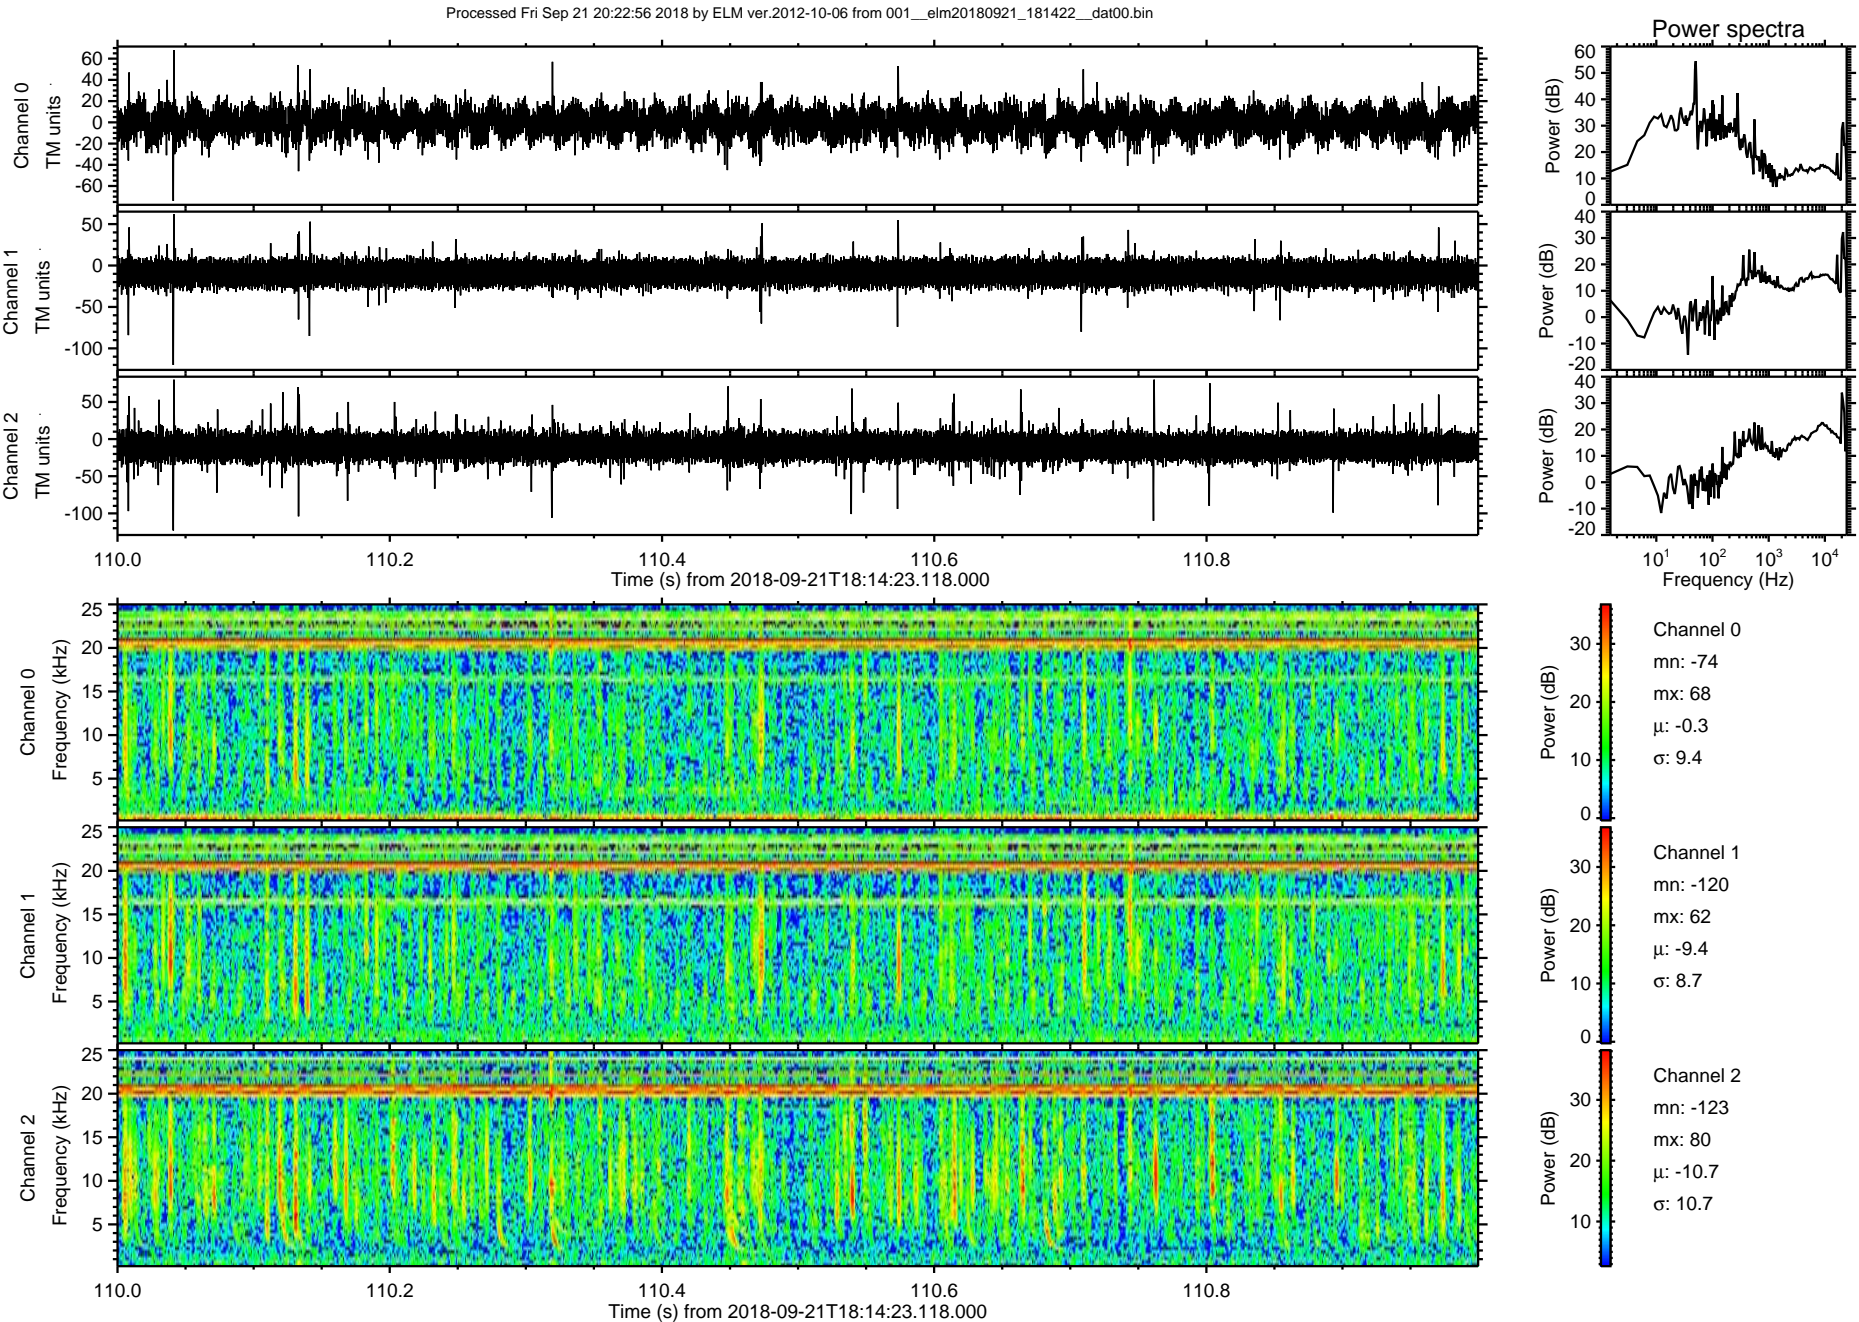 Processed Fri Sep 21 20:22:56 2018 by ELM ver.2012-10-06 from 001__elm20180921_181422__dat00.bin
Power spectra
Channel 0
TM units
60
40
20
0
-20
-40
-60
Power (dB)
60
50
40
30
20
10
0
Channel 1
TM units
50
0
-50
-100
Power (dB)
40
30
20
10
0
-10
-20
Channel 2
TM units
50
0
-50
-100
Power (dB)
40
30
20
10
0
-10
-20
110.0 110.2 110.4 110.6 110.8
Time (s) from 2018-09-21T18:14:23.118.000
10¹ 10² 10³ 10⁴
Frequency (Hz)
Channel 0
Frequency (kHz)
25
20
15
10
5
Power (dB)
30
20
10
0
Channel 0
mn: -74
mx: 68
μ: -0.3
σ: 9.4
Channel 1
Frequency (kHz)
25
20
15
10
5
Power (dB)
30
20
10
0
Channel 1
mn: -120
mx: 62
μ: -9.4
σ: 8.7
Channel 2
Frequency (kHz)
25
20
15
10
5
Power (dB)
30
20
10
Channel 2
mn: -123
mx: 80
μ: -10.7
σ: 10.7
110.0 110.2 110.4 110.6 110.8
Time (s) from 2018-09-21T18:14:23.118.000